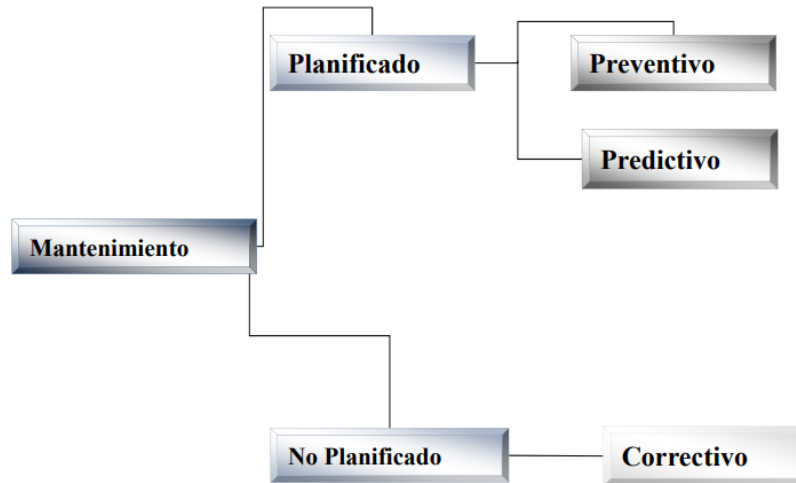 Planificado
Preventivo
Predictivo
Mantenimiento
No Planificado
Correctivo